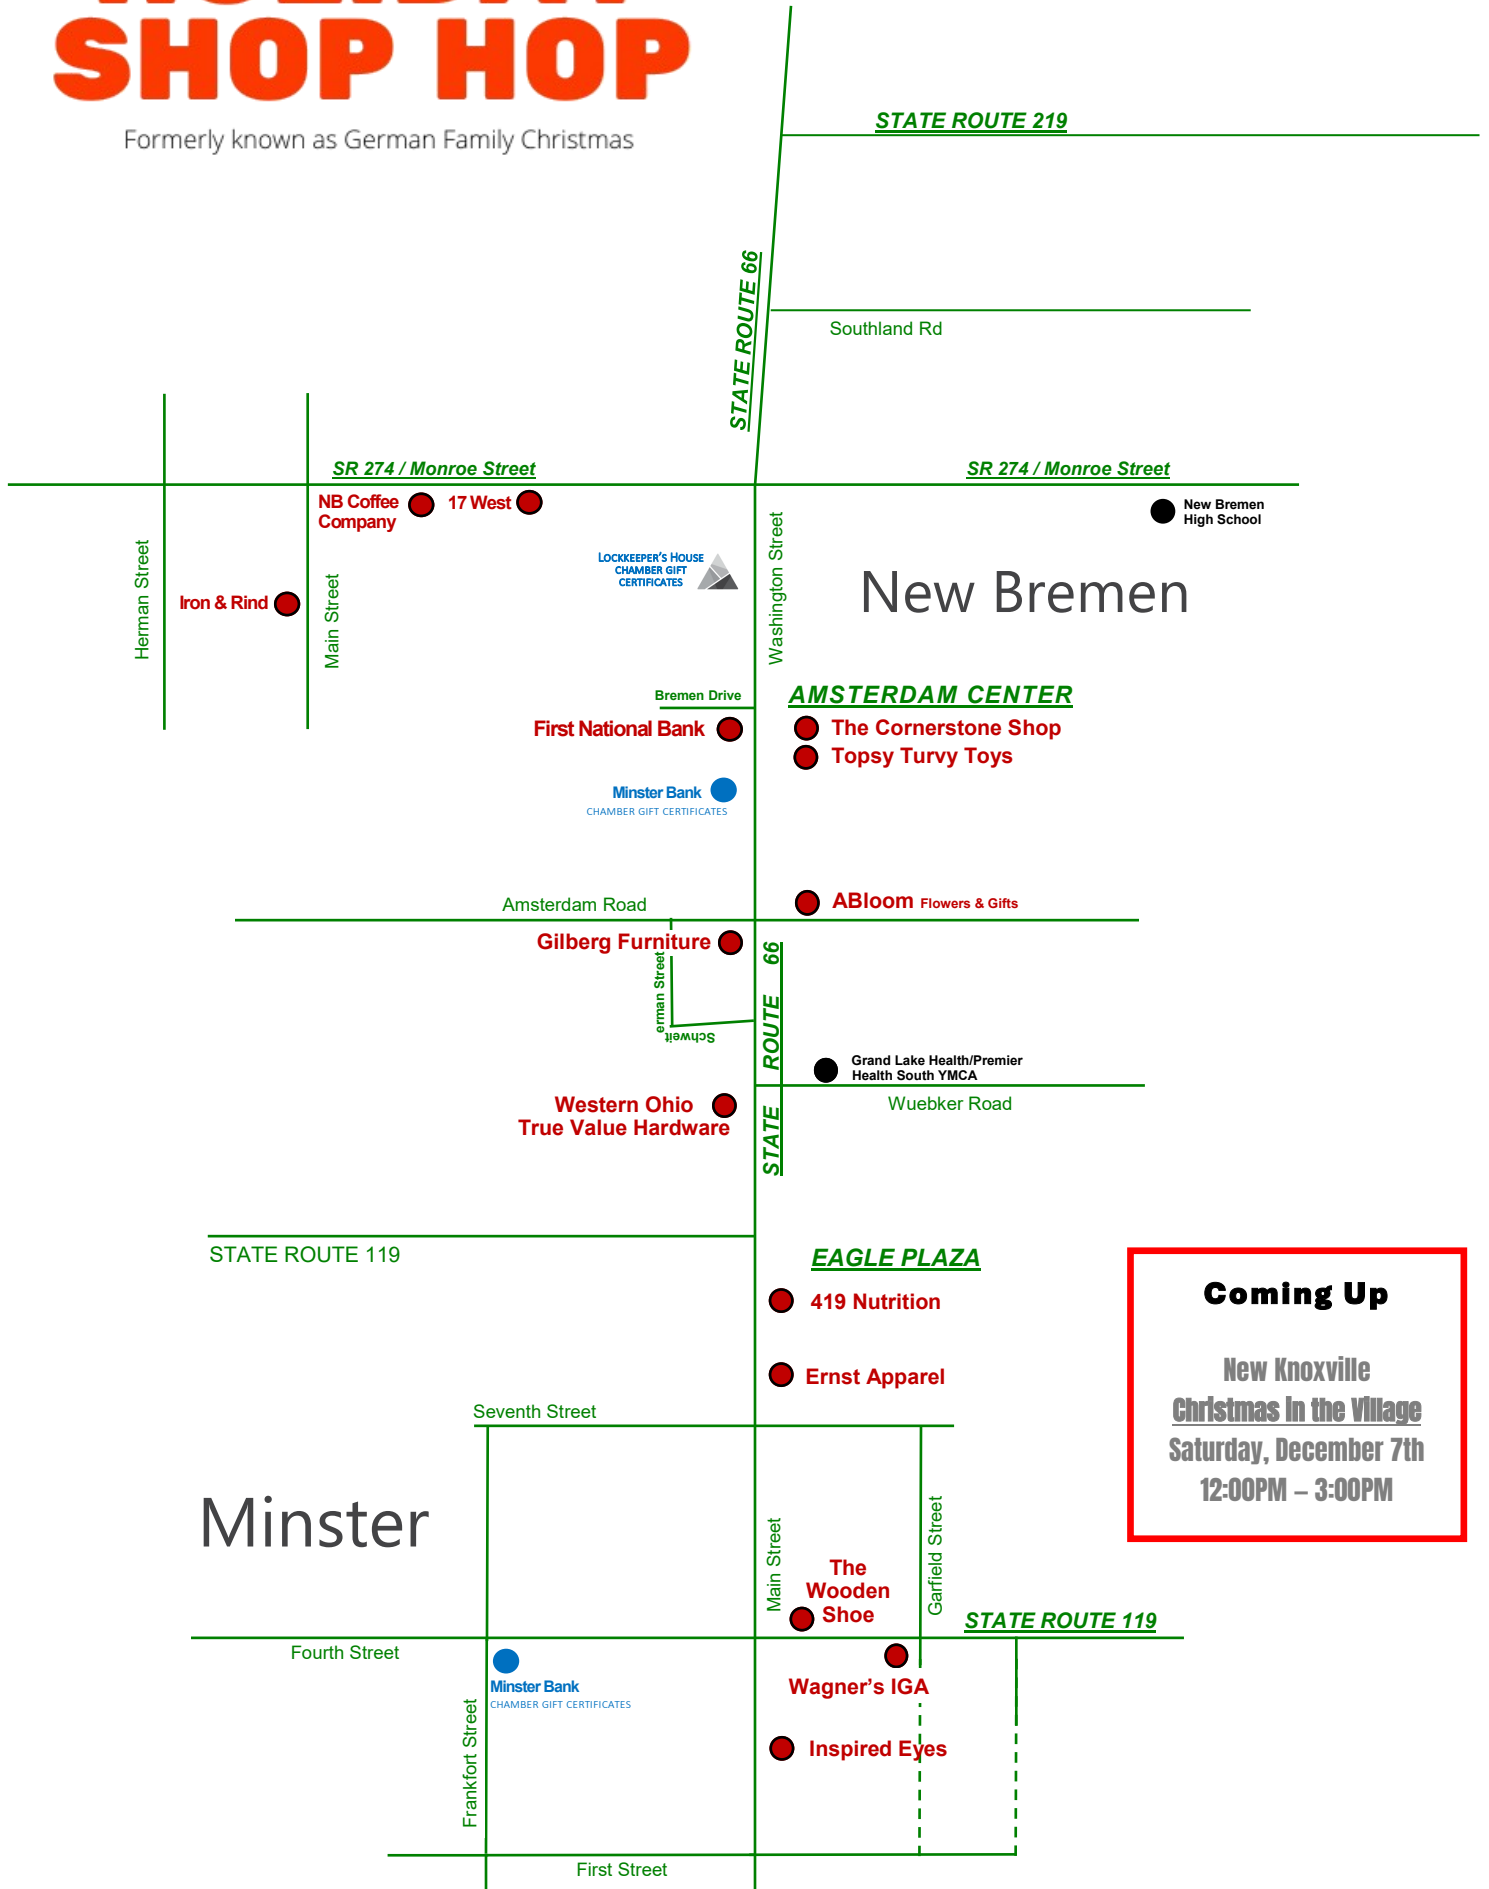 HOLIDAY
SHOP HOP
Formerly known as German Family Christmas
STATE ROUTE 219
STATE ROUTE 66
Southland Rd
SR 274 / Monroe Street
SR 274 / Monroe Street
NB Coffee
Company
17 West
New Bremen
High School
Herman Street
Iron & Rind
Main Street
LOCKKEEPER'S HOUSE
CHAMBER GIFT
CERTIFICATES
Washington Street
New Bremen
Bremen Drive
AMSTERDAM CENTER
First National Bank
The Cornerstone Shop
Topsy Turvy Toys
Minster Bank
CHAMBER GIFT CERTIFICATES
Amsterdam Road
ABloom Flowers & Gifts
Gilberg Furniture
erman Street
Schweit
STATE ROUTE 66
Grand Lake Health/Premier
Health South YMCA
Wuebker Road
Western Ohio
True Value Hardware
STATE ROUTE 119
EAGLE PLAZA
419 Nutrition
Ernst Apparel
Coming Up
New Knoxville
Christmas in the Village
Saturday, December 7th
12:00PM – 3:00PM
Seventh Street
Minster
Main Street
Garfield Street
The
Wooden
Shoe
STATE ROUTE 119
Fourth Street
Minster Bank
CHAMBER GIFT CERTIFICATES
Wagner's IGA
Frankfort Street
Inspired Eyes
First Street